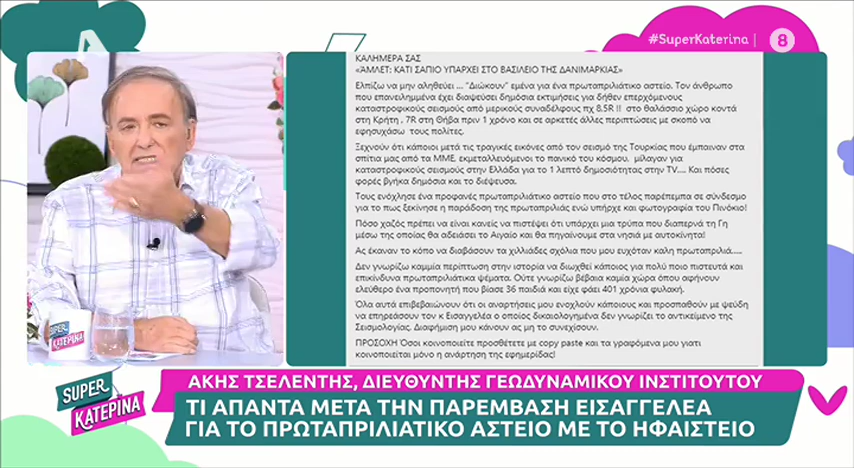 #SuperKaterina | 8
ΚΑΛΗΜΕΡΑ ΣΑΣ
«ΆΜΛΕΤ: ΚΑΤΙ ΣΑΠΙΟ ΥΠΑΡΧΕΙ ΣΤΟ ΒΑΣΙΛΕΙΟ ΤΗΣ ΔΑΝΙΜΑΡΚΙΑΣ»
Ελπίζω να μην αληθεύει ... "Διώκουν" εμένα για ένα πρωταπριλιάτικο αστείο. Τον άνθρωπο
που επανειλημμένα έχει διαψεύσει δημόσια εκτιμήσεις για δήθεν επερχόμενους
καταστροφικούς σεισμούς από μερικούς συναδέλφους πχ 8,5R !! στο θαλάσσιο χώρο κοντά
στη Κρήτη , 7R στη Θήβα πριν 1 χρόνο και σε αρκετές άλλες περιπτώσεις με σκοπό να
εφησυχάσω τους πολίτες.
Ξεχνούν ότι κάποιοι μετά τις τραγικές εικόνες από τον σεισμό της Τουρκίας που έμπαιναν στα
σπίτια μας από τα ΜΜΕ. εκμεταλλευόμενοι το πανικό του κόσμου, μίλαγαν για
καταστροφικούς σεισμούς στην Ελλάδα για το 1 λεπτό δημοσιότητας στην TV.... Και πόσες
φορές βγήκα δημόσια και το διέψευσα.
Τους ενόχλησε ένα προφανές πρωταπριλιάτικο αστείο που στο τέλος παρέπεμπα σε σύνδεσμο
για το πως ξεκίνησε η παράδοση της πρωταπριλιάς ενώ υπήρχε και φωτογραφία του Πινόκιο!
Πόσο χαζός πρέπει να είναι κανείς να πιστέψει ότι υπάρχει μια τρύπα που διαπερνά τη Γη
μέσω της οποίας θα αδειάσει το Αιγαίο και θα πηγαίνουμε στα νησιά με αυτοκίνητα!
Ας έκαναν το κόπο να διαβάσουν τα χιλλιάδες σχόλια που μου ευχόταν καλη πρωταπριλιά.....
Δεν γνωρίζω καμμία περίπτωση στην ιστορία να διωχθεί κάποιος για πολύ ποιο πιστευτά και
επικίνδυνα πρωταπριλιάτικα ψέματα. Ούτε γνωρίζω βέβαια καμία χώρα όπου αφήνουν
ελεύθερο ένα προπονητή που βίασε 36 παιδιά και είχε φάει 401 χρόνια φυλακή.
Όλα αυτά επιβεβαιώνουν ότι οι αναρτήσεις μου ενοχλούν κάποιους και προσπαθούν με ψεύδη
να επηρεάσουν τον κ Εισαγγελέα ο οποίος δικαιολογημένα δεν γνωρίζει το αντικείμενο της
Σεισμολογίας. Διαφήμιση μου κάνουν ας μη το συνεχίσουν.
ΠΡΟΣΟΧΗ Όσοι κοινοποιείτε προσθέτετε με copy paste και τα γραφόμενα μου γιατι
κοινοποιείται μόνο η ανάρτηση της εφημερίδας!
SUPER
ΚΑΤΕΡΙΝΑ
ΑΚΗΣ ΤΣΕΛΕΝΤΗΣ, ΔΙΕΥΘΥΝΤΗΣ ΓΕΩΔΥΝΑΜΙΚΟΥ ΙΝΣΤΙΤΟΥΤΟΥ
SUPER
ΚΑΤΕΡΙΝΑ
ΤΙ ΑΠΑΝΤΑ ΜΕΤΑ ΤΗΝ ΠΑΡΕΜΒΑΣΗ ΕΙΣΑΓΓΕΛΕΑ
ΓΙΑ ΤΟ ΠΡΩΤΑΠΡΙΛΙΑΤΙΚΟ ΑΣΤΕΙΟ ΜΕ ΤΟ ΗΦΑΙΣΤΕΙΟ